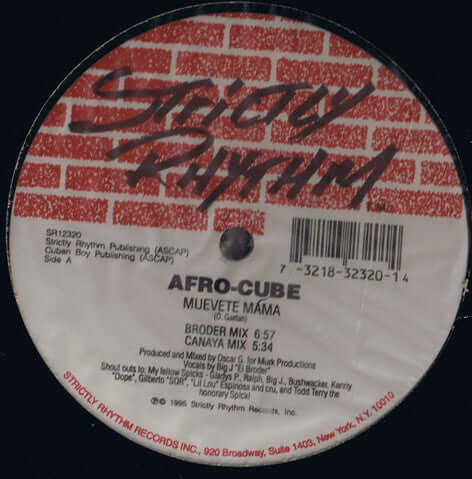 STRICTLY
RHYTHM.
SR12320
Strictly Rhythm Publishing (ASCAP)
Cuban Boy Publishing (ASCAP)
Side A
7 -3218-32320-1 4
AFRO-CUBE
MUEVETE MAMA
(O. Gaetan)
BRODER MIX 6:57
CANAYA MIX 5:34
Produced and Mixed by Oscar G. for Murk Productions
Vocals by Big J "El Broder"
Shout outs to: My fellow Spicks - Gladys P., Ralph, Big J., Bushwacker, Kenny
"Dope", Gilberto "SOR", "Lil Lou" Espinosa and cru, and Todd Terry the
honorary Spick!
℗© 1995 Strictly Rhythm Records, Inc.
STRICTLY RHYTHM RECORDS INC., 920 Broadway, Suite 1403, New York, N.Y. 10010